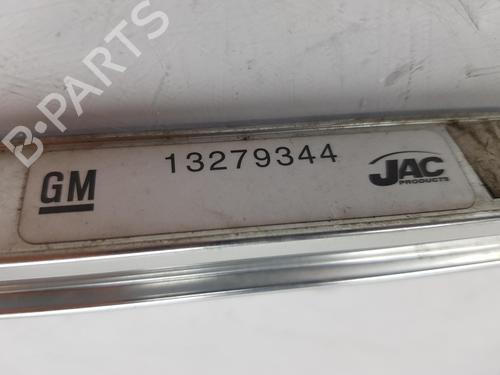 B-PARTS
GM
13279344
JAC
PRODUCTS